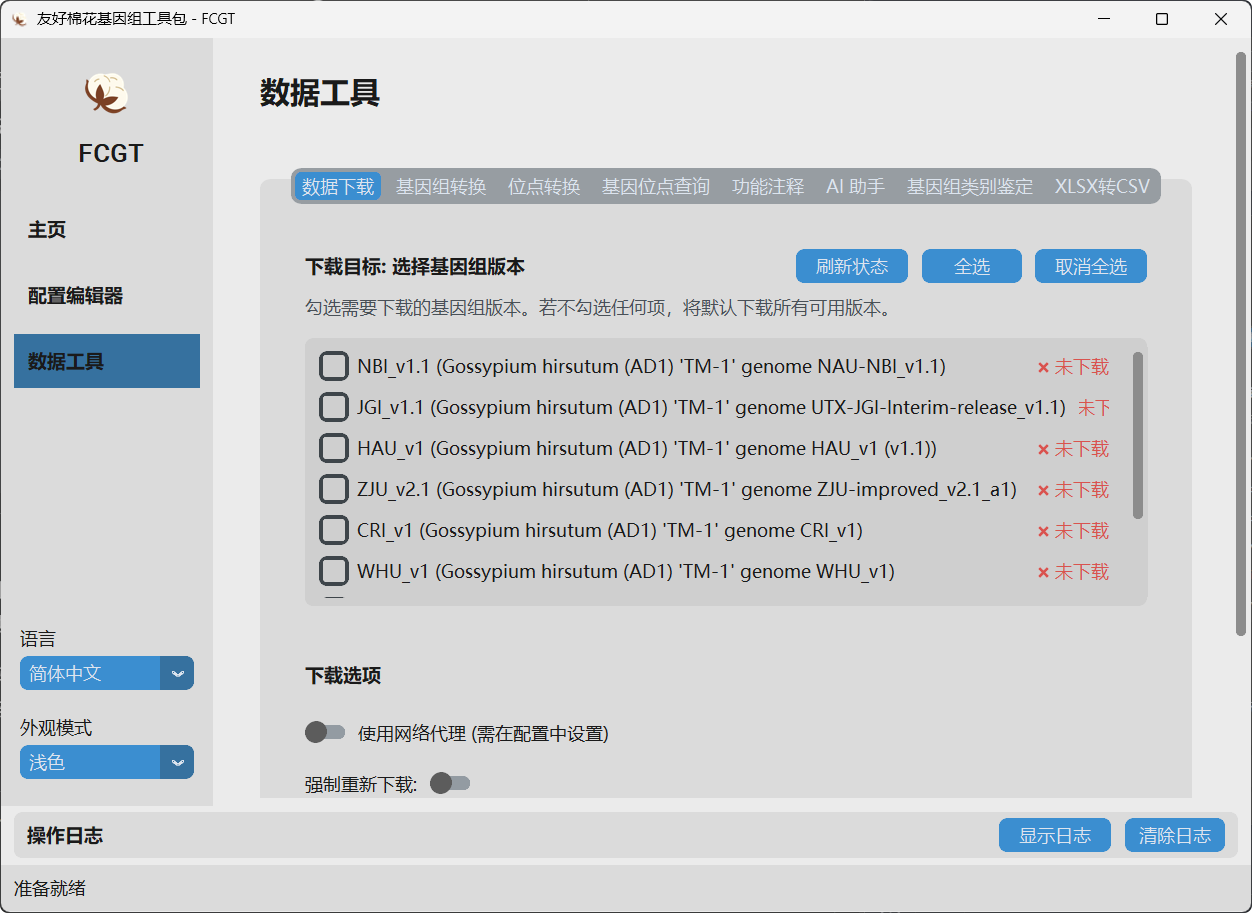 友好棉花基因组工具包 - FCGT
FCGT
主页
配置编辑器
数据工具
语言
简体中文
外观模式
浅色
数据工具
数据下载 基因组转换 位点转换 基因位点查询 功能注释 AI 助手 基因组类别鉴定 XLSX转CSV
下载目标: 选择基因组版本 刷新状态 全选 取消全选
勾选需要下载的基因组版本。若不勾选任何项，将默认下载所有可用版本。
NBI_v1.1 (Gossypium hirsutum (AD1) 'TM-1' genome NAU-NBI_v1.1) × 未下载
JGI_v1.1 (Gossypium hirsutum (AD1) 'TM-1' genome UTX-JGI-Interim-release_v1.1) 未下
HAU_v1 (Gossypium hirsutum (AD1) 'TM-1' genome HAU_v1 (v1.1)) × 未下载
ZJU_v2.1 (Gossypium hirsutum (AD1) 'TM-1' genome ZJU-improved_v2.1_a1) × 未下载
CRI_v1 (Gossypium hirsutum (AD1) 'TM-1' genome CRI_v1) × 未下载
WHU_v1 (Gossypium hirsutum (AD1) 'TM-1' genome WHU_v1) × 未下载
下载选项
使用网络代理 (需在配置中设置)
强制重新下载:
操作日志 显示日志 清除日志
准备就绪